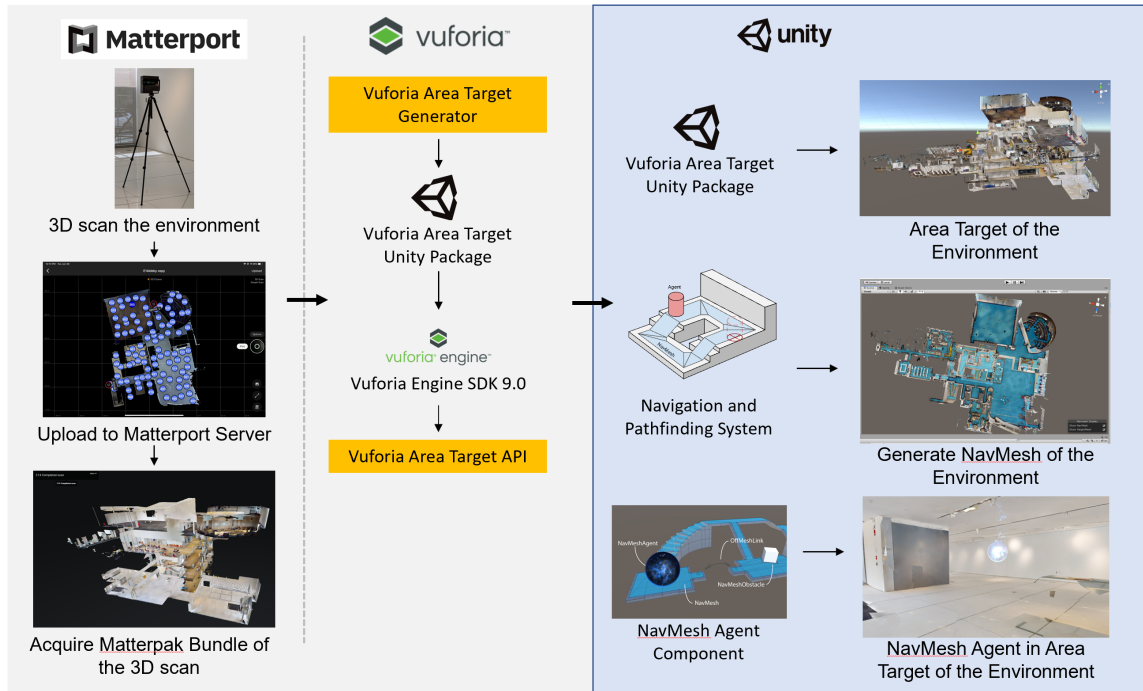 Matterport
3D scan the environment
Upload to Matterport Server
Acquire Matterpak Bundle of
the 3D scan
vuforia™
Vuforia Area Target
Generator
Vuforia Area Target
Unity Package
vuforia® engine™
Vuforia Engine SDK 9.0
Vuforia Area Target API
unity
Vuforia Area Target
Unity Package
Area Target of the
Environment
Agent
NavMesh
Navigation and
Pathfinding System
Generate NavMesh of the
Environment
NavMeshAgent
OffMeshLink
NavMeshObstacle
NavMesh
NavMesh Agent
Component
NavMesh Agent in Area
Target of the Environment